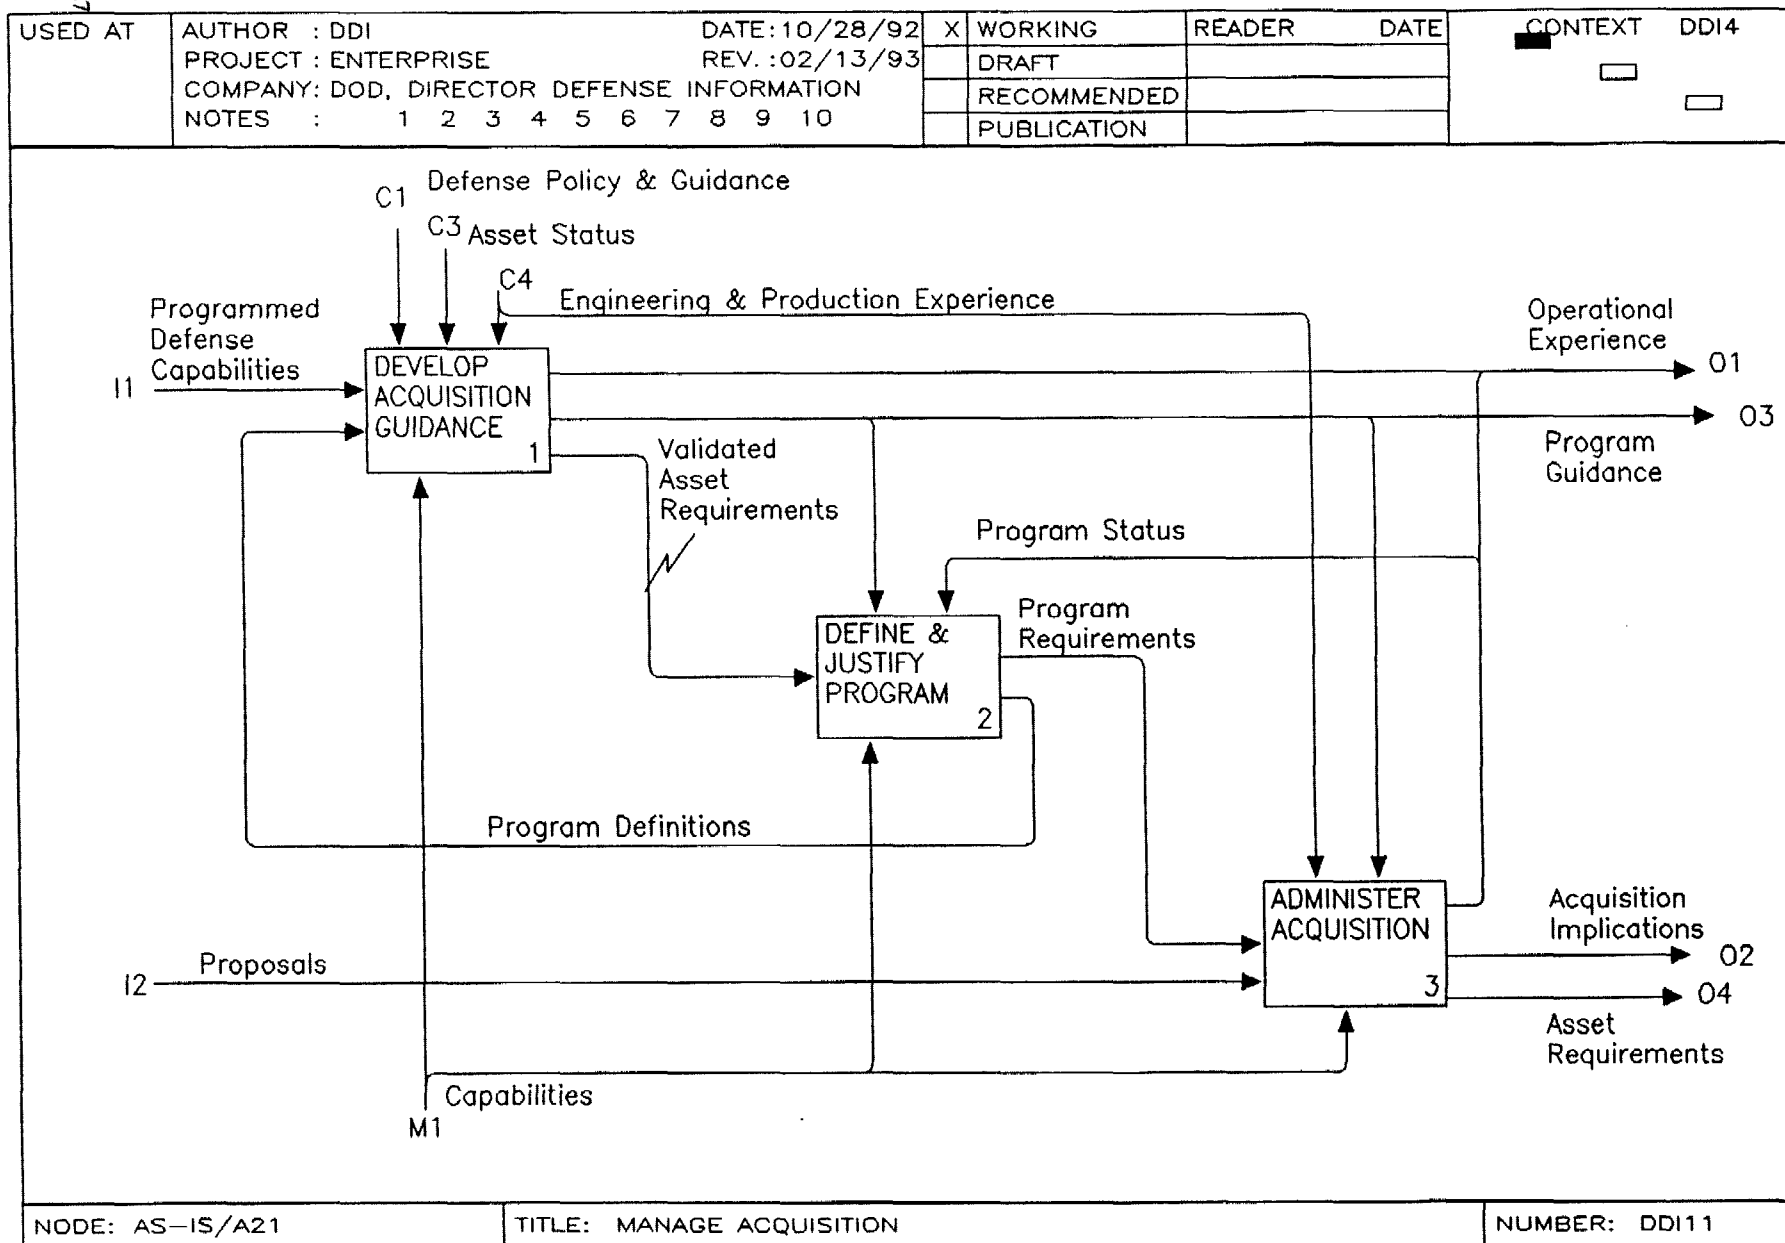 USED AT
AUTHOR : DDI DATE:10/28/92
PROJECT : ENTERPRISE REV. :02/13/93
COMPANY: DOD, DIRECTOR DEFENSE INFORMATION
NOTES : 1 2 3 4 5 6 7 8 9 10
X WORKING
DRAFT
RECOMMENDED
PUBLICATION
READER DATE
CONTEXT DDI4
C1
Defense Policy & Guidance
C3 Asset Status
C4
Engineering & Production Experience
Programmed
Defense
Capabilities
I1
DEVELOP
ACQUISITION
GUIDANCE
1
Operational
Experience
O1
O3
Program
Guidance
Validated
Asset
Requirements
Program Status
DEFINE &
JUSTIFY
PROGRAM
2
Program
Requirements
Program Definitions
ADMINISTER
ACQUISITION
3
Acquisition
Implications
O2
O4
Asset
Requirements
Proposals
I2
Capabilities
M1
NODE: AS-IS/A21
TITLE: MANAGE ACQUISITION
NUMBER: DDI11